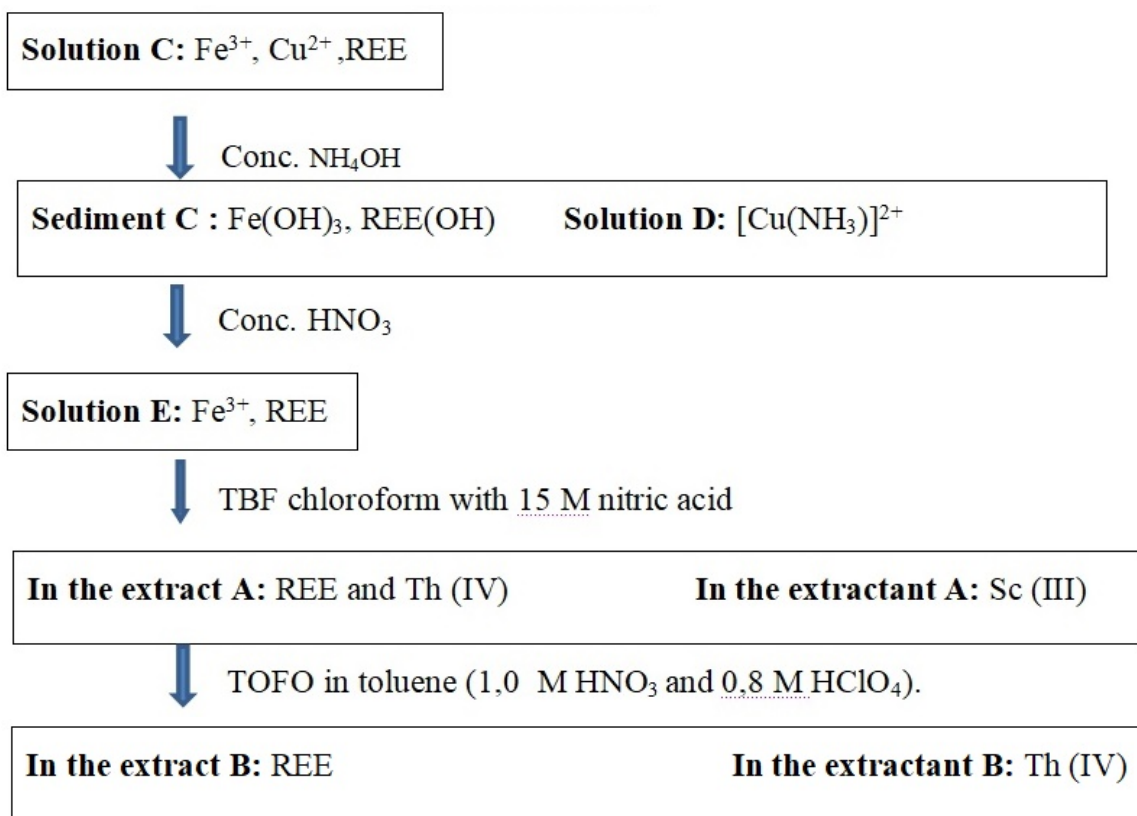 Solution C: Fe³⁺, Cu²⁺ ,REE
Conc. NH₄OH
Sediment C : Fe(OH)₃, REE(OH) Solution D: [Cu(NH₃)]²⁺
Conc. HNO₃
Solution E: Fe³⁺, REE
TBF chloroform with 15 M nitric acid
In the extract A: REE and Th (IV) In the extractant A: Sc (III)
TOFO in toluene (1,0 M HNO₃ and 0,8 M HClO₄).
In the extract B: REE In the extractant B: Th (IV)